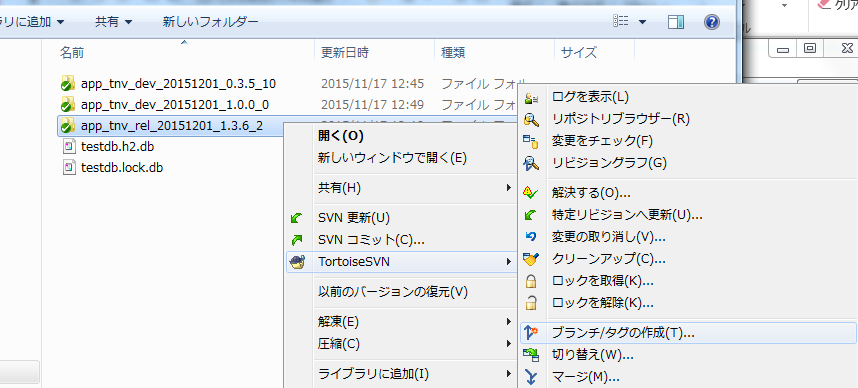 ラリに追加 共有 新しいフォルダー
クリア
ル
名前 更新日時 種類 サイズ
app_tnv_dev_20151201_0.3.5_10 2015/11/17 12:45 ファイル フォル
app_tnv_dev_20151201_1.0.0_0 2015/11/17 12:49 ファイル フォ
app_tnv_rel_20151201_1.3.6_2
testdb.h2.db
testdb.lock.db
開く(O)
新しいウィンドウで開く(E)
共有(H)
SVN 更新(U)
SVN コミット(C)...
TortoiseSVN
以前のバージョンの復元(V)
解凍(E)
圧縮(C)
ライブラリに追加(I)
ログを表示(L)
リポジトリブラウザー(R)
変更をチェック(F)
リビジョングラフ(G)
解決する(O)...
特定リビジョンへ更新(U)...
変更の取り消し(V)...
クリーンアップ(C)...
ロックを取得(K)...
ロックを解除(K)...
ブランチ/タグの作成(T)...
切り替え(W)...
マージ(M)...